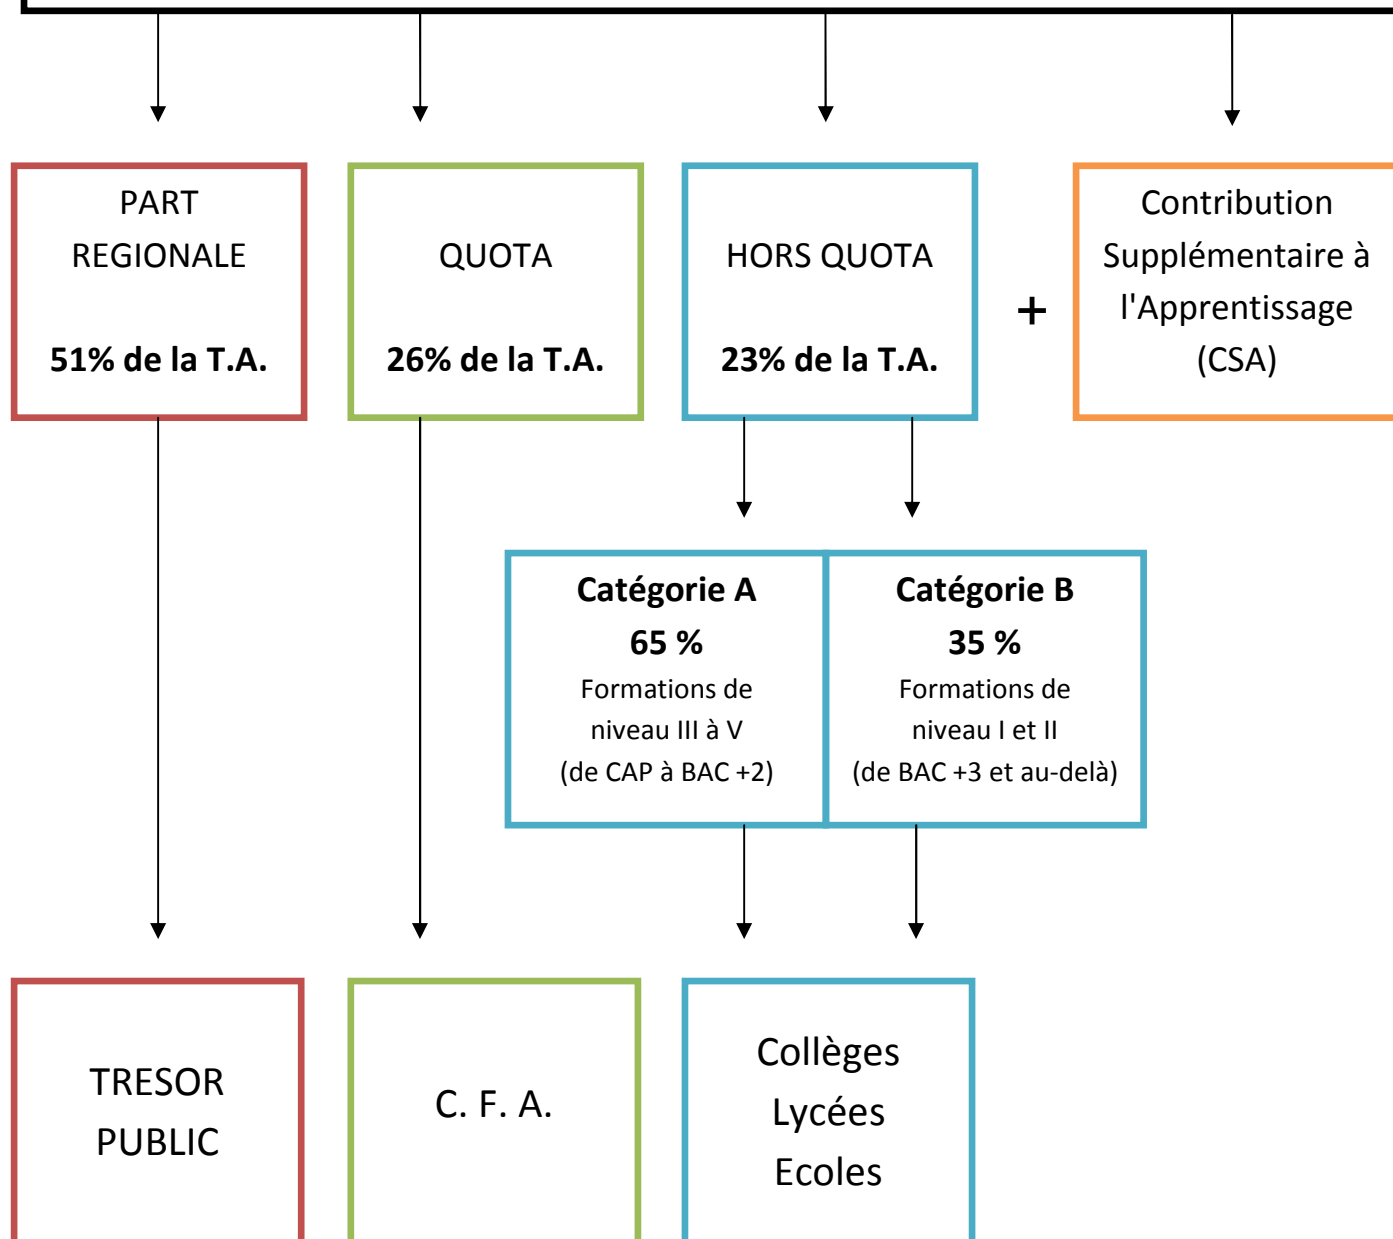 PART
REGIONALE
51% de la T.A.
QUOTA
26% de la T.A.
HORS QUOTA
23% de la T.A.
+
Contribution
Supplémentaire à
l'Apprentissage
(CSA)
Catégorie A
65 %
Formations de
niveau III à V
(de CAP à BAC +2)
Catégorie B
35 %
Formations de
niveau I et II
(de BAC +3 et au-delà)
TRESOR
PUBLIC
C. F. A.
Collèges
Lycées
Ecoles